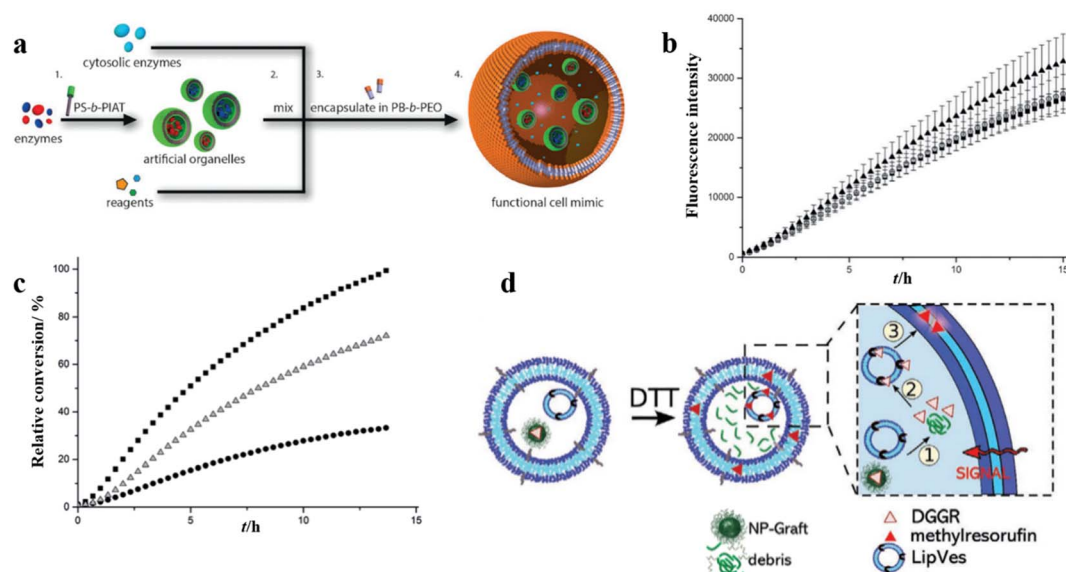 a
cytosolic enzymes
1.
2.
3.
4.
PS-b-PIAT
mix
encapsulate in PB-b-PEO
enzymes
artificial organelles
reagents
functional cell mimic
b
Fluorescence intensity
40000
30000
20000
10000
0
0
5
10
15
t/h
c
Relative conversion/ %
100
80
60
40
20
0
0
5
10
15
t/h
d
DTT
3
2
1
SIGNAL
NP-Graft
debris
DGGR
methylresorufin
LipVes